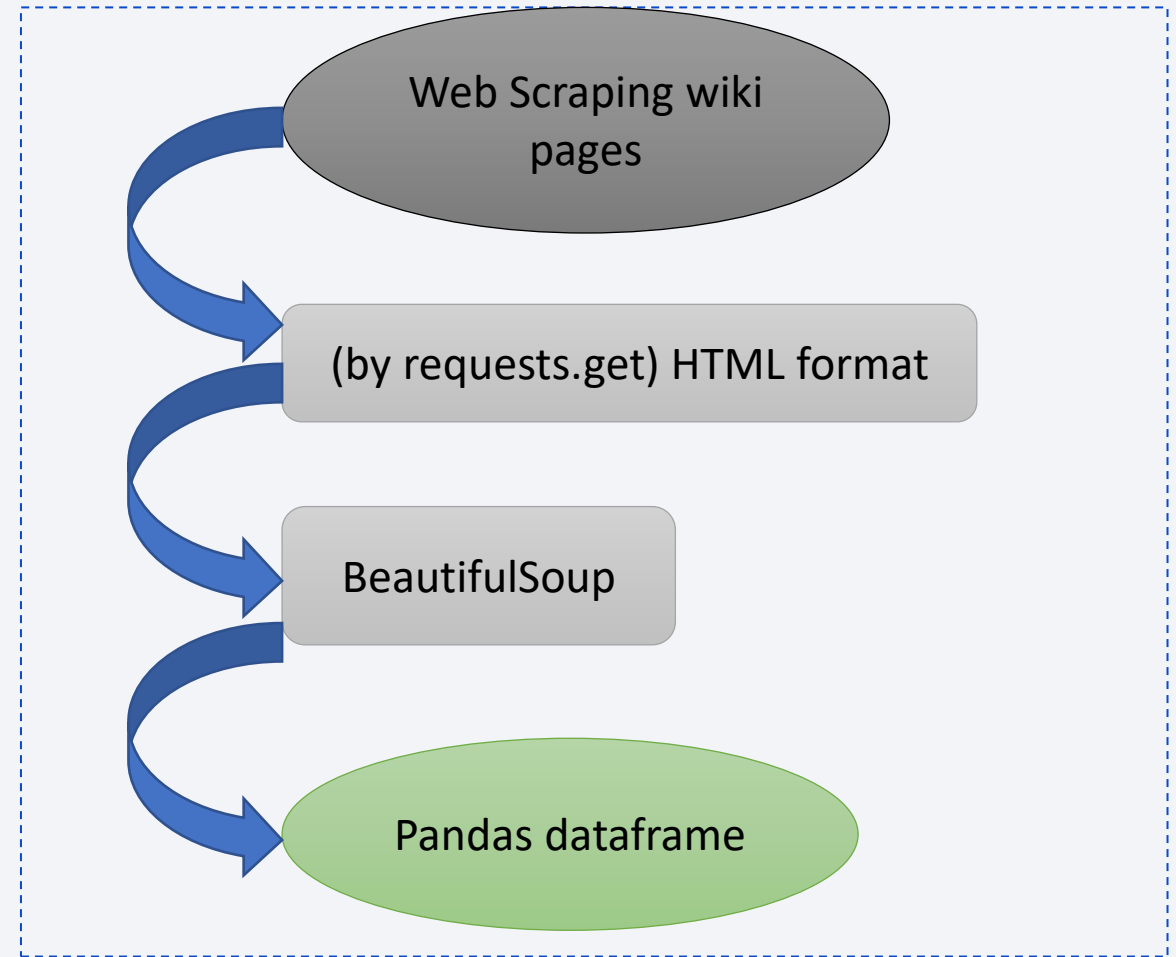 Web Scraping wiki
pages
(by requests.get) HTML format
BeautifulSoup
Pandas dataframe